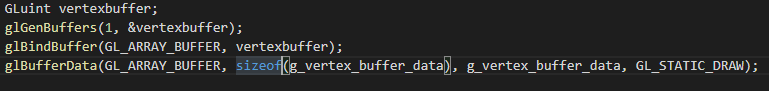 GLuint vertexbuffer;
glGenBuffers(1, &vertexbuffer);
glBindBuffer(GL_ARRAY_BUFFER, vertexbuffer);
glBufferData(GL_ARRAY_BUFFER, sizeof(g_vertex_buffer_data), g_vertex_buffer_data, GL_STATIC_DRAW);